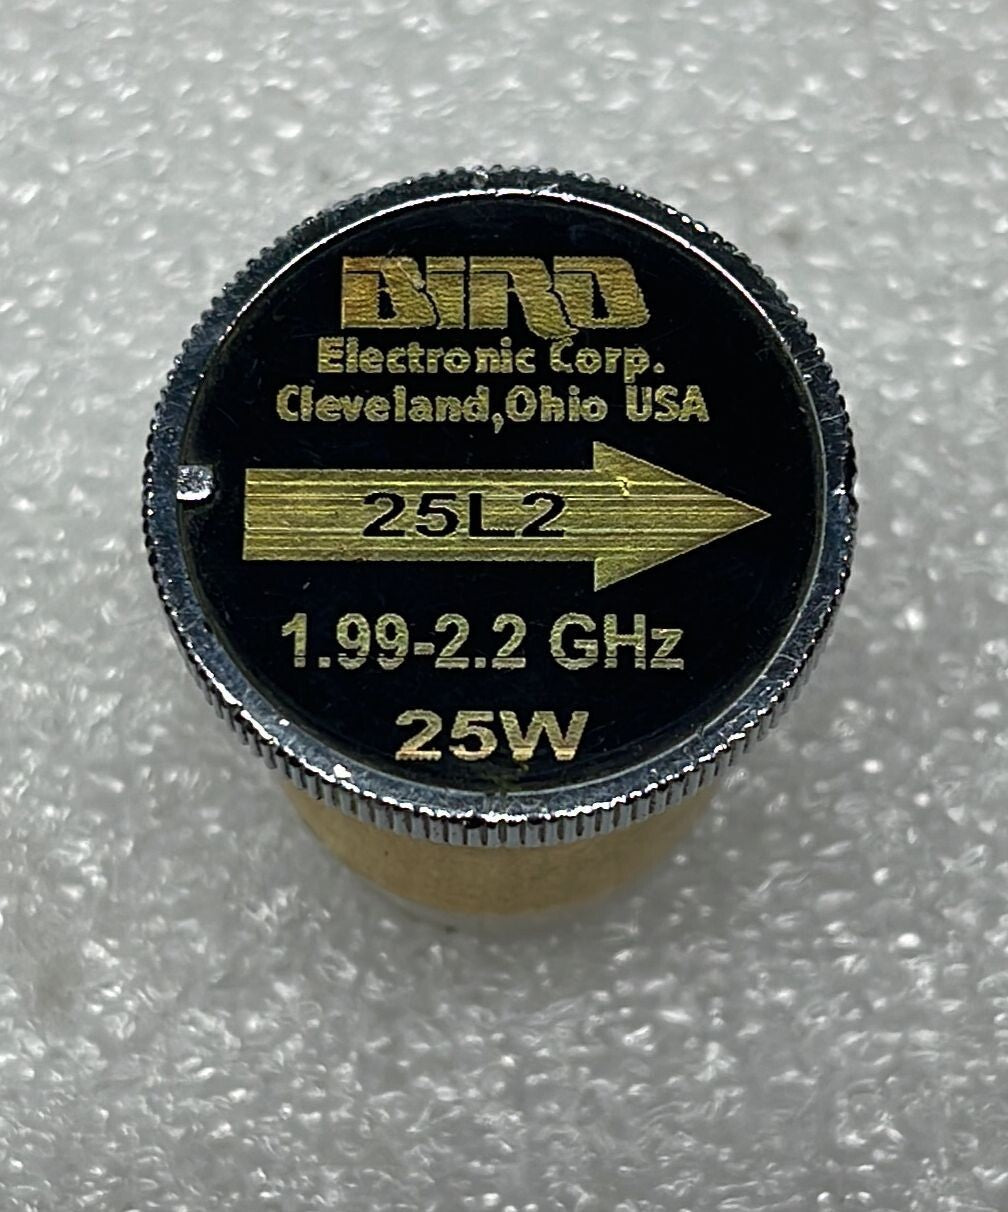 BIRD
Electronic Corp.
Cleveland,Ohio USA
25L2
1.99-2.2 GHz
25W